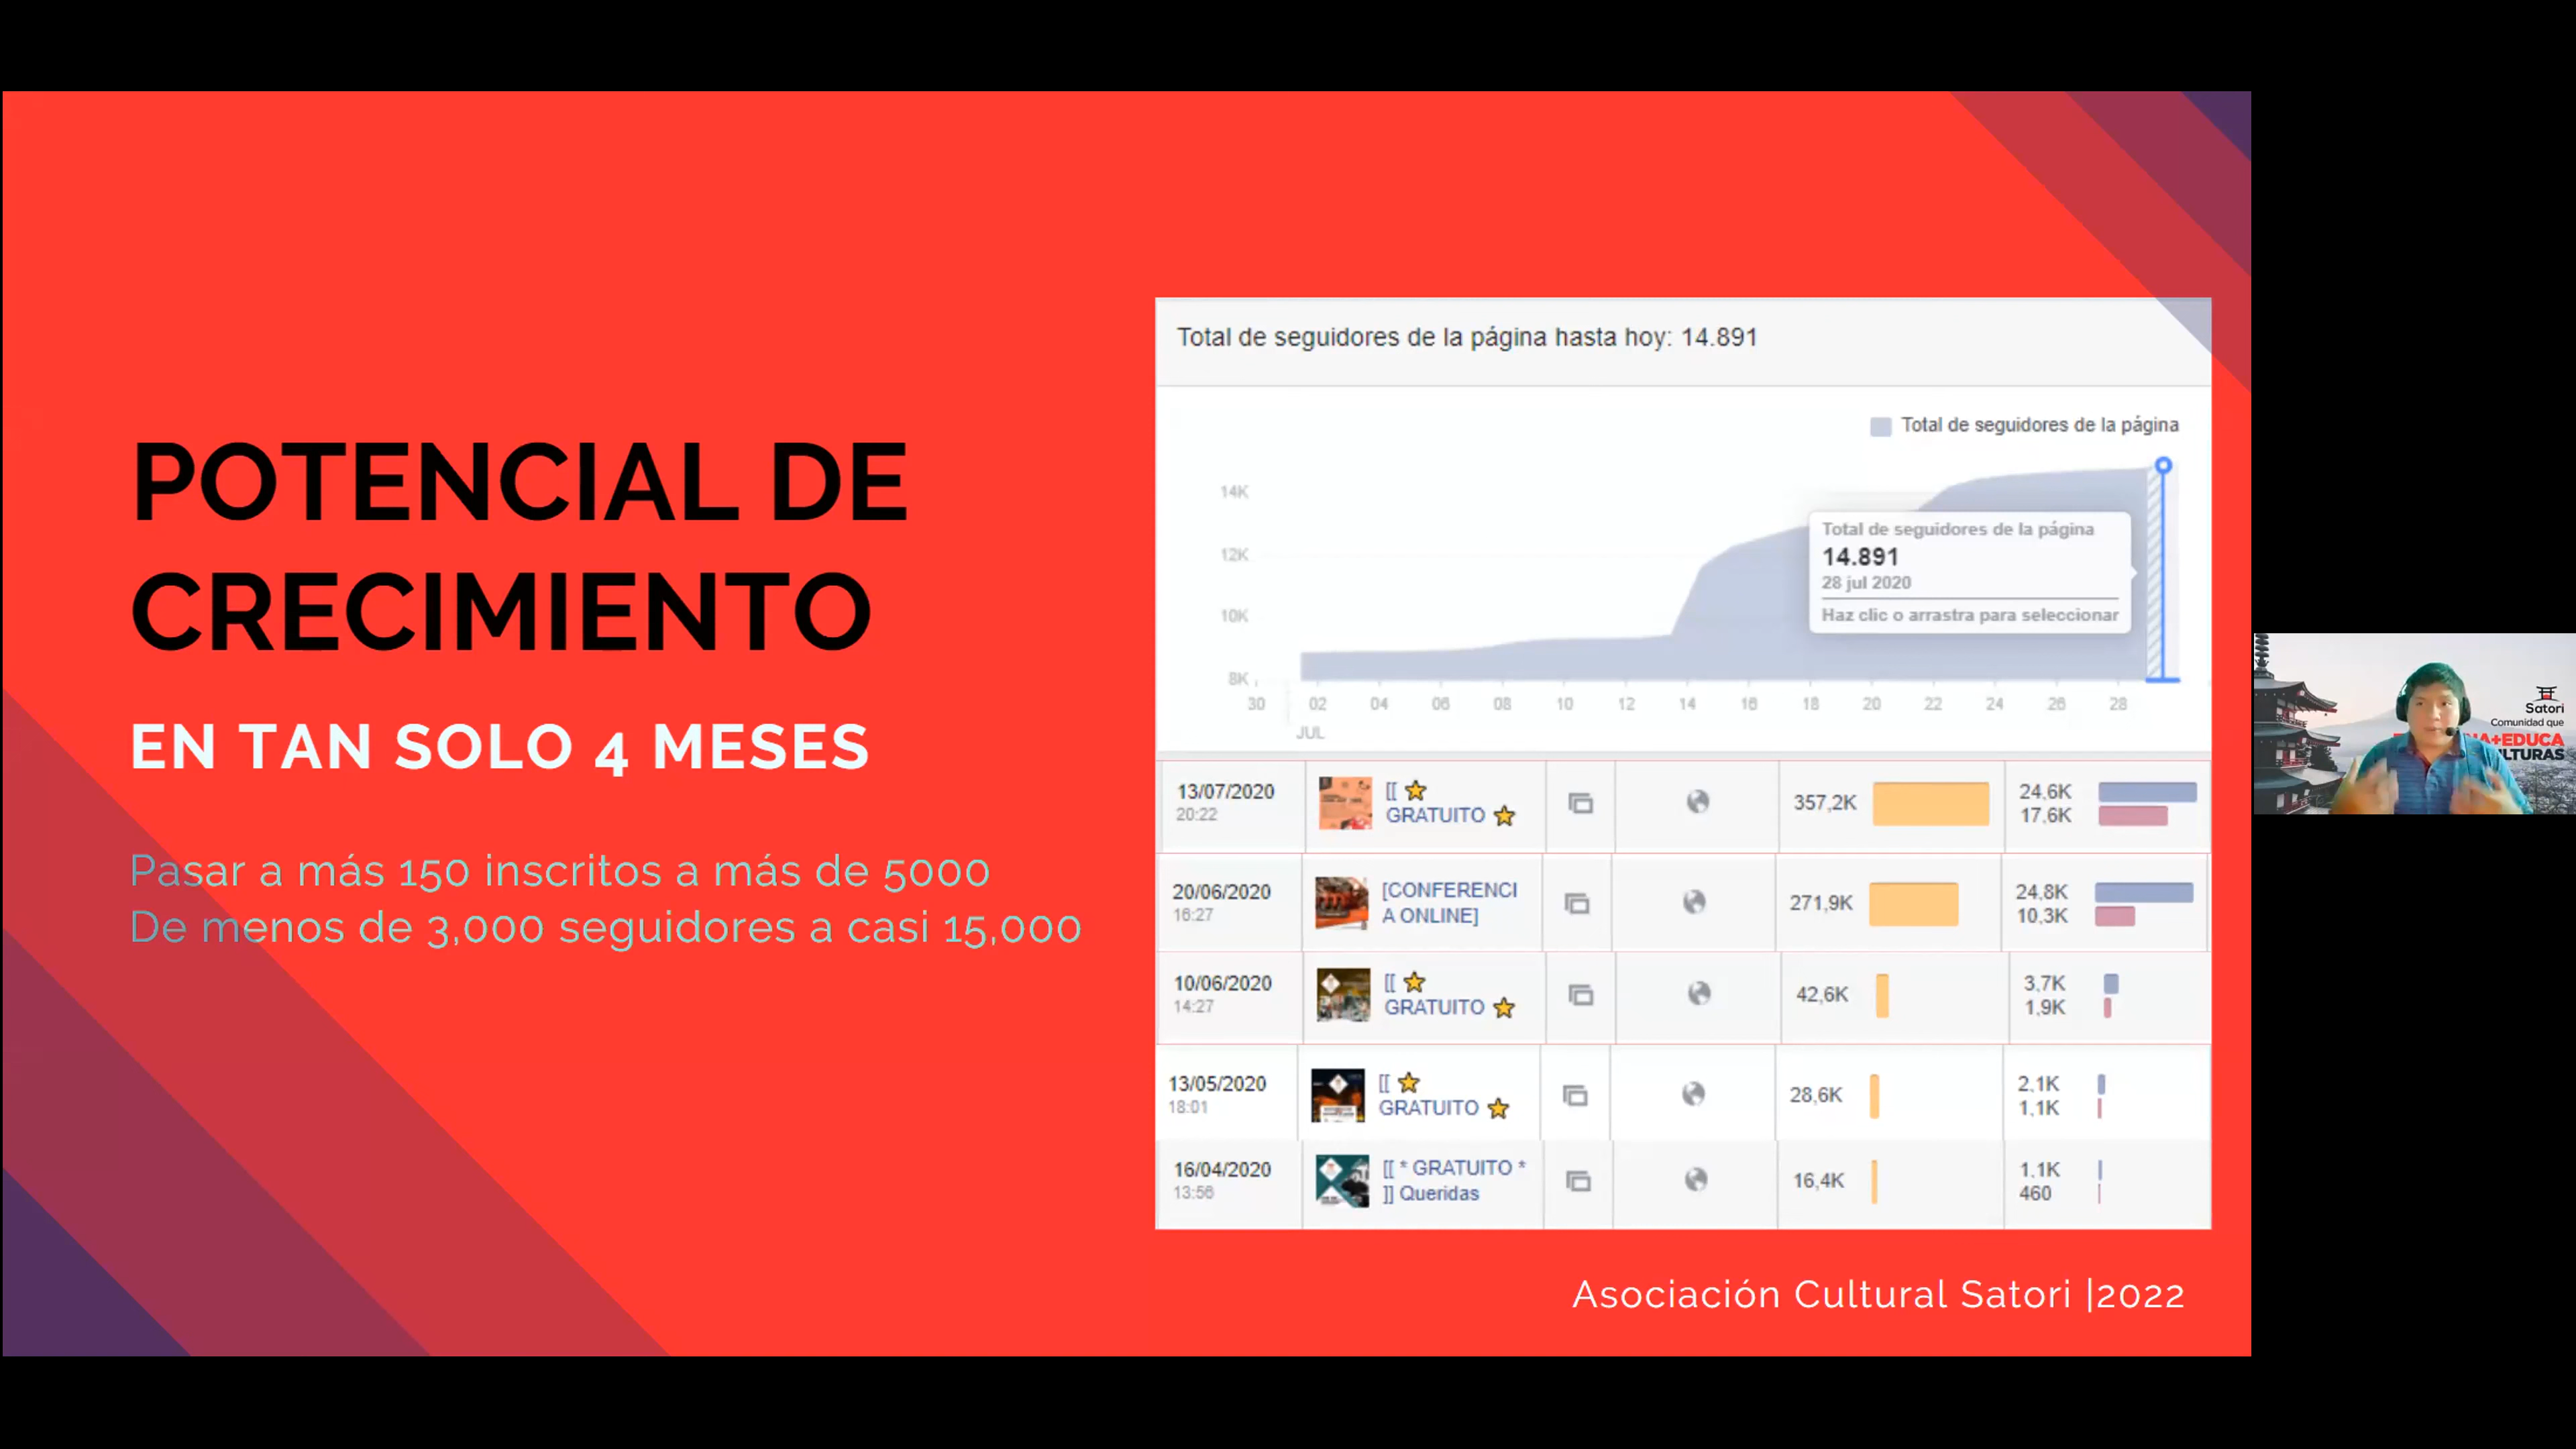 POTENCIAL DE
CRECIMIENTO
EN TAN SOLO 4 MESES
Pasar a más 150 inscritos a más de 5000
De menos de 3,000 seguidores a casi 15,000
Total de seguidores de la página hasta hoy: 14.891
Total de seguidores de la página
14K
12K
10K
8K
Total de seguidores de la página
14.891
28 jul 2020
Haz clic o arrastra para seleccionar
30 02 04 06 08 10 12 14 16 18 20 22 24 26 28
JUL
13/07/2020
20:22
[[ ⭐
GRATUITO ⭐
357,2K
24,6K
17,6K
20/06/2020
16:27
[CONFERENCI
A ONLINE]
271,9K
24,8K
10,3K
10/06/2020
14:27
[[ ⭐
GRATUITO ⭐
42,6K
3,7K
1,9K
13/05/2020
18:01
[[ ⭐
GRATUITO ⭐
28,6K
2,1K
1,1K
16/04/2020
13:56
[[ * GRATUITO *
]] Queridas
16,4K
1,1K
460
Asociación Cultural Satori |2022
Satori
Comunidad que
A+EDUCA
LTURAS